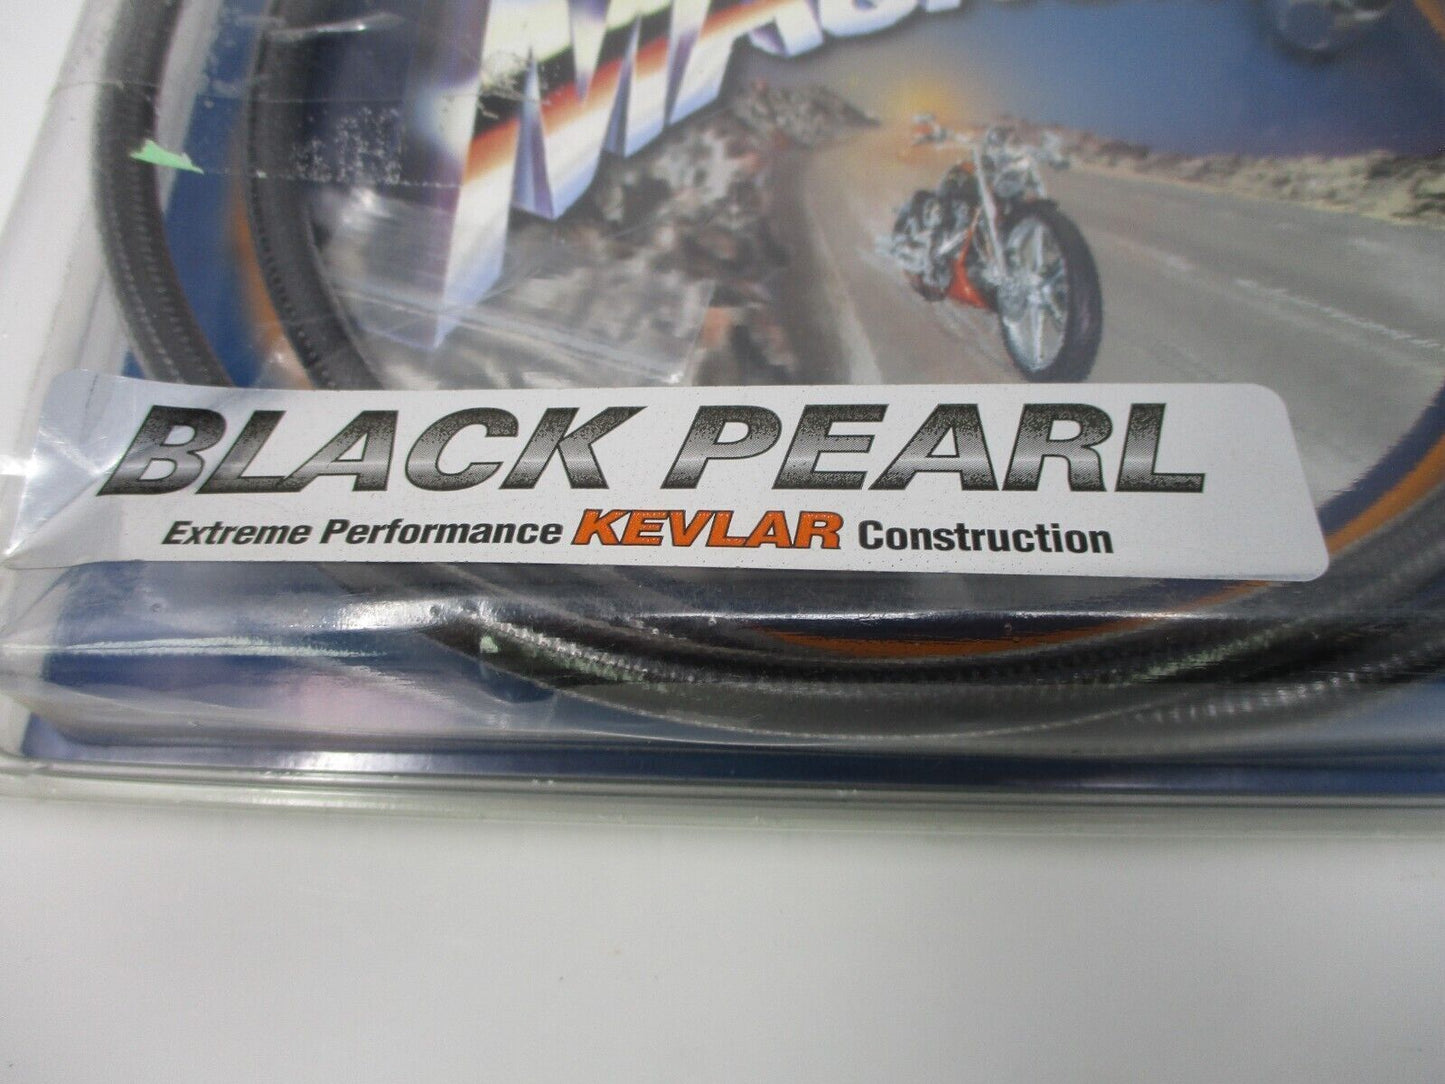 BLACK PEARL
Extreme Performance KEVLAR Construction